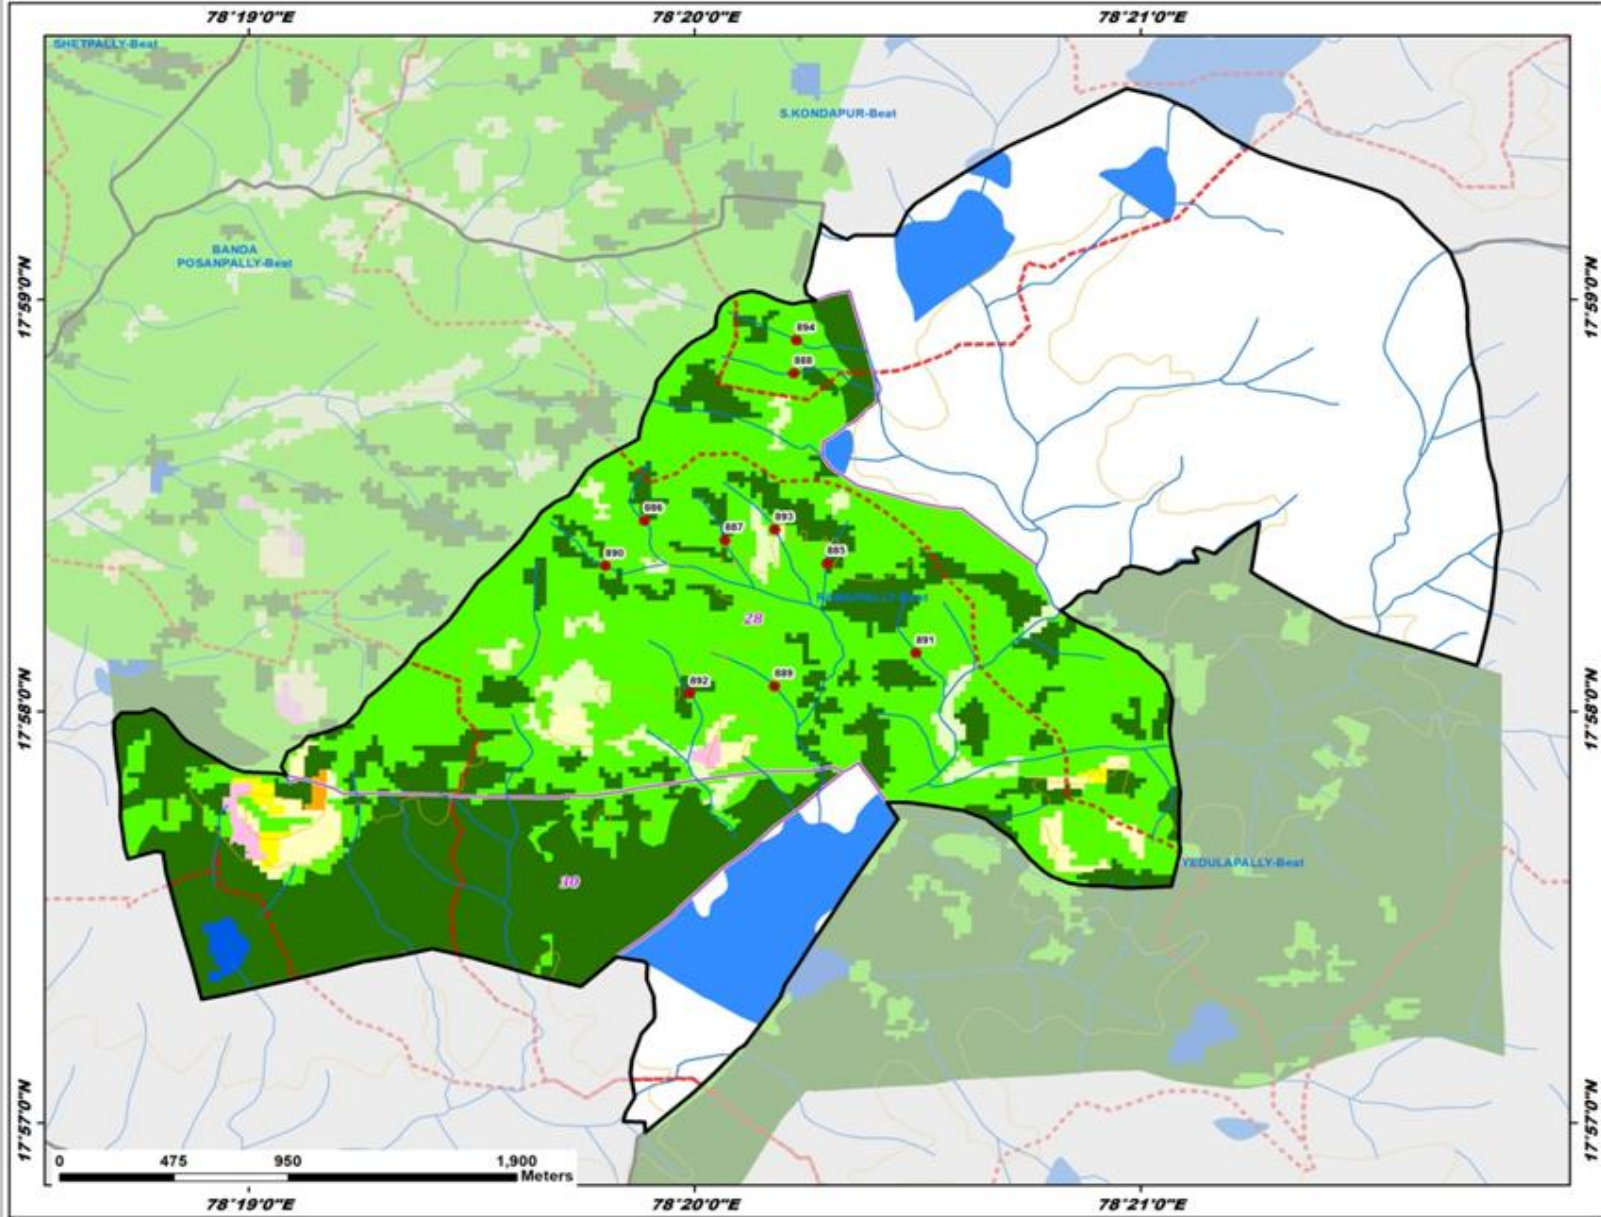 78°19'0"E
78°20'0"E
78°21'0"E
SHETPALLY-Beat
S.KONDAPUR-Beat
BANDA
POSANPALLY-Beat
17°59'0"N
17°59'0"N
894
888
886
893
887
885
890
28
891
889
892
17°58'0"N
17°58'0"N
YEDULAPALLY-Beat
30
17°57'0"N
17°57'0"N
0
475
950
1,900
Meters
78°19'0"E
78°20'0"E
78°21'0"E